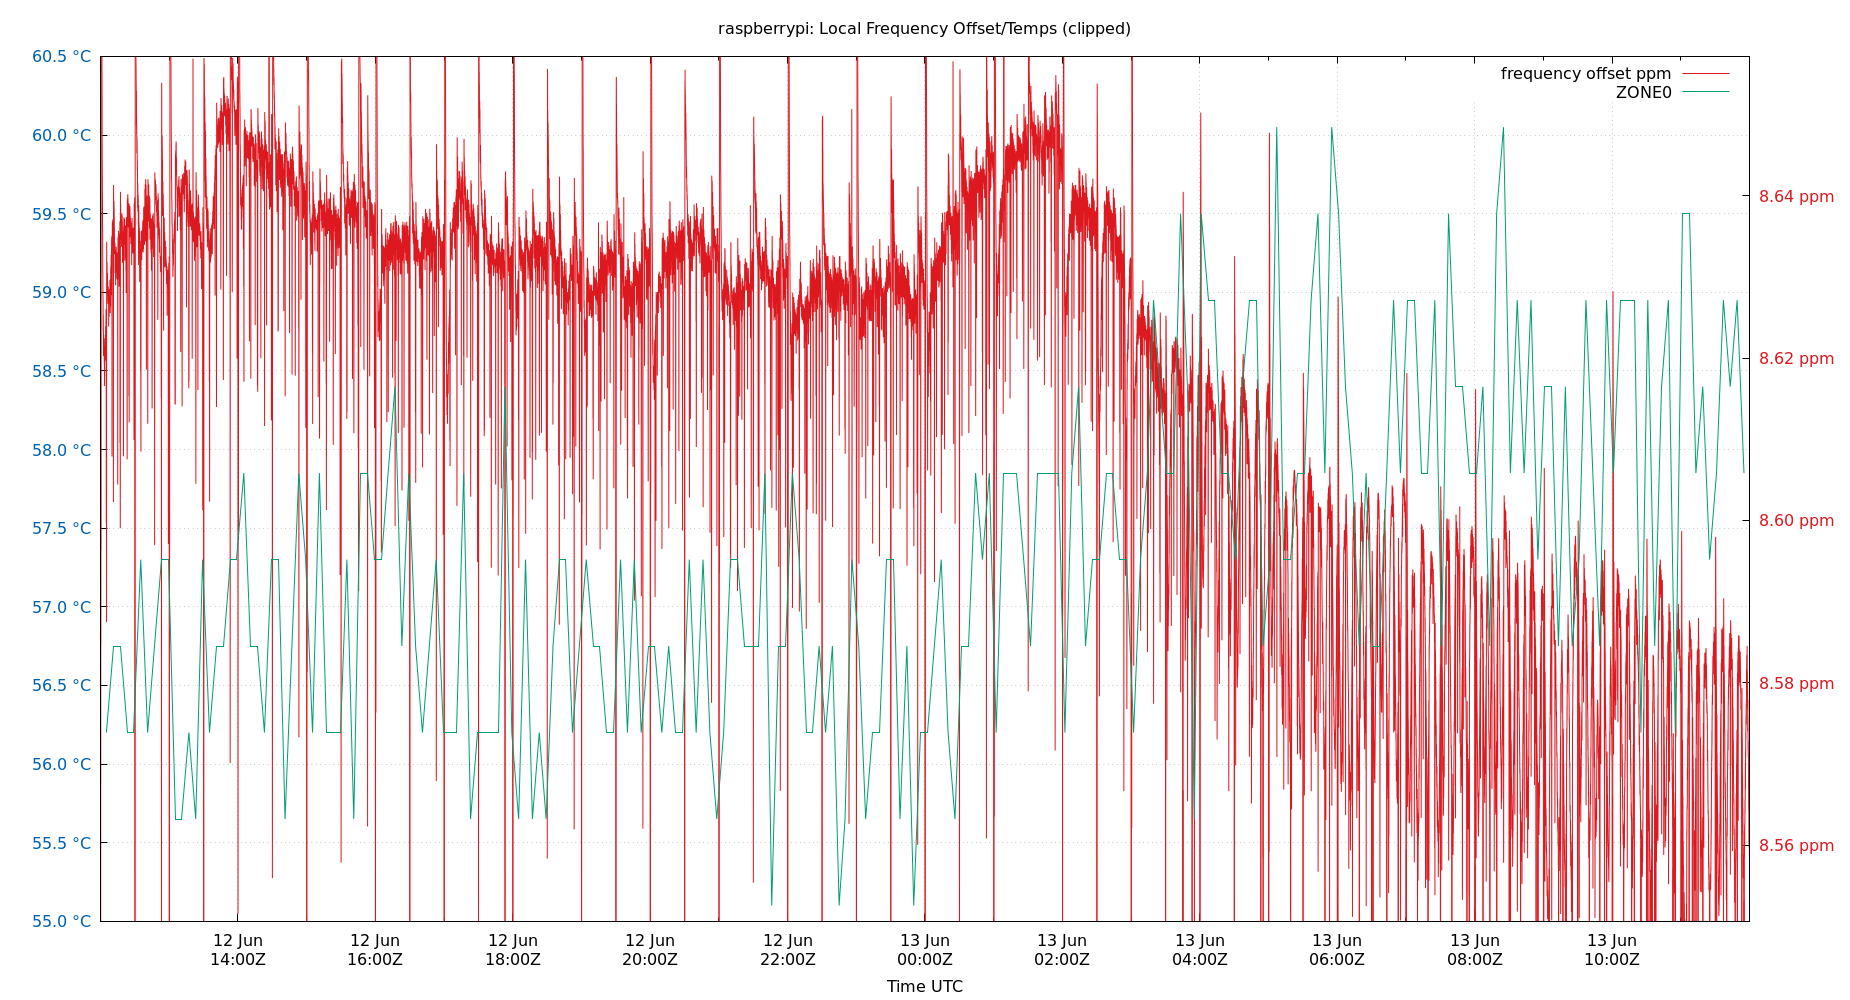 raspberrypi: Local Frequency Offset/Temps (clipped)
frequency offset ppm
ZONE0
60.5 °C
60.0 °C
59.5 °C
59.0 °C
58.5 °C
58.0 °C
57.5 °C
57.0 °C
56.5 °C
56.0 °C
55.5 °C
55.0 °C
8.64 ppm
8.62 ppm
8.60 ppm
8.58 ppm
8.56 ppm
12 Jun
14:00Z
12 Jun
16:00Z
12 Jun
18:00Z
12 Jun
20:00Z
12 Jun
22:00Z
13 Jun
00:00Z
13 Jun
02:00Z
13 Jun
04:00Z
13 Jun
06:00Z
13 Jun
08:00Z
13 Jun
10:00Z
Time UTC